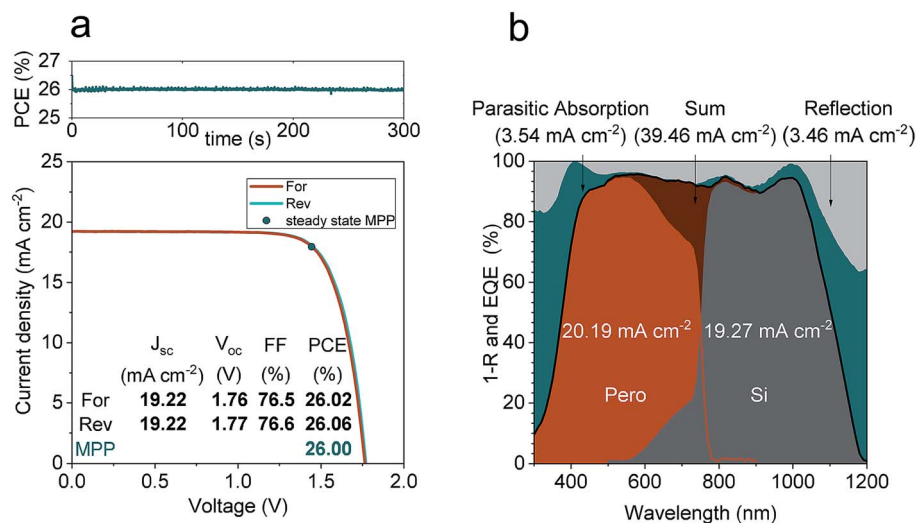 a
PCE (%)
27
26
25
0 100 200 300
time (s)
Current density (mA cm-2)
25
20
15
10
5
0
For
Rev
steady state MPP
Jsc Voc FF PCE
(mA cm-2) (V) (%) (%)
For 19.22 1.76 76.5 26.02
Rev 19.22 1.77 76.6 26.06
MPP 26.00
0.0 0.5 1.0 1.5 2.0
Voltage (V)
b
Parasitic Absorption Sum Reflection
(3.54 mA cm-2) (39.46 mA cm-2) (3.46 mA cm-2)
1-R and EQE (%)
100
80
60
40
20
0
20.19 mA cm-2 19.27 mA cm-2
Pero Si
400 600 800 1000 1200
Wavelength (nm)